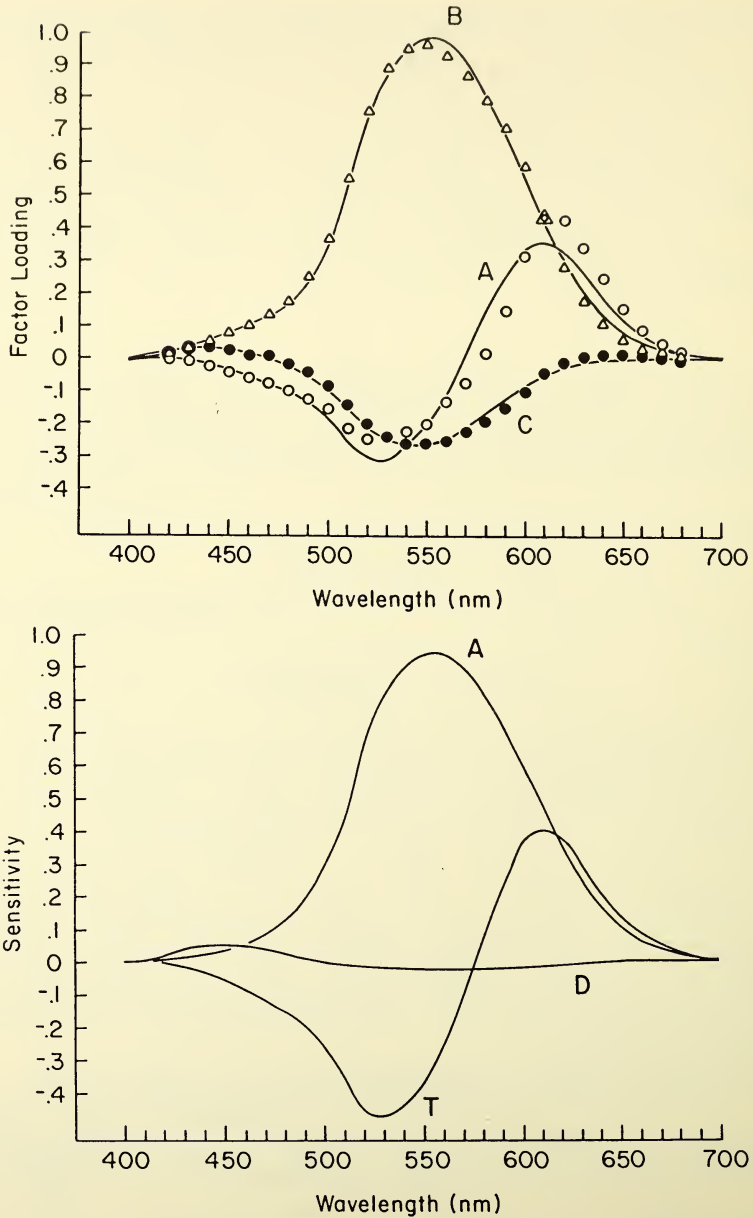 B
1.0
.9
.8
.7
.6
.5
.4
.3
.2
.1
0
-.1
-.2
-.3
-.4
Factor Loading
A
C
400 450 500 550 600 650 700
Wavelength (nm)
1.0
.9
.8
.7
.6
.5
.4
.3
.2
.1
0
-.1
-.2
-.3
-.4
Sensitivity
A
D
T
400 450 500 550 600 650 700
Wavelength (nm)